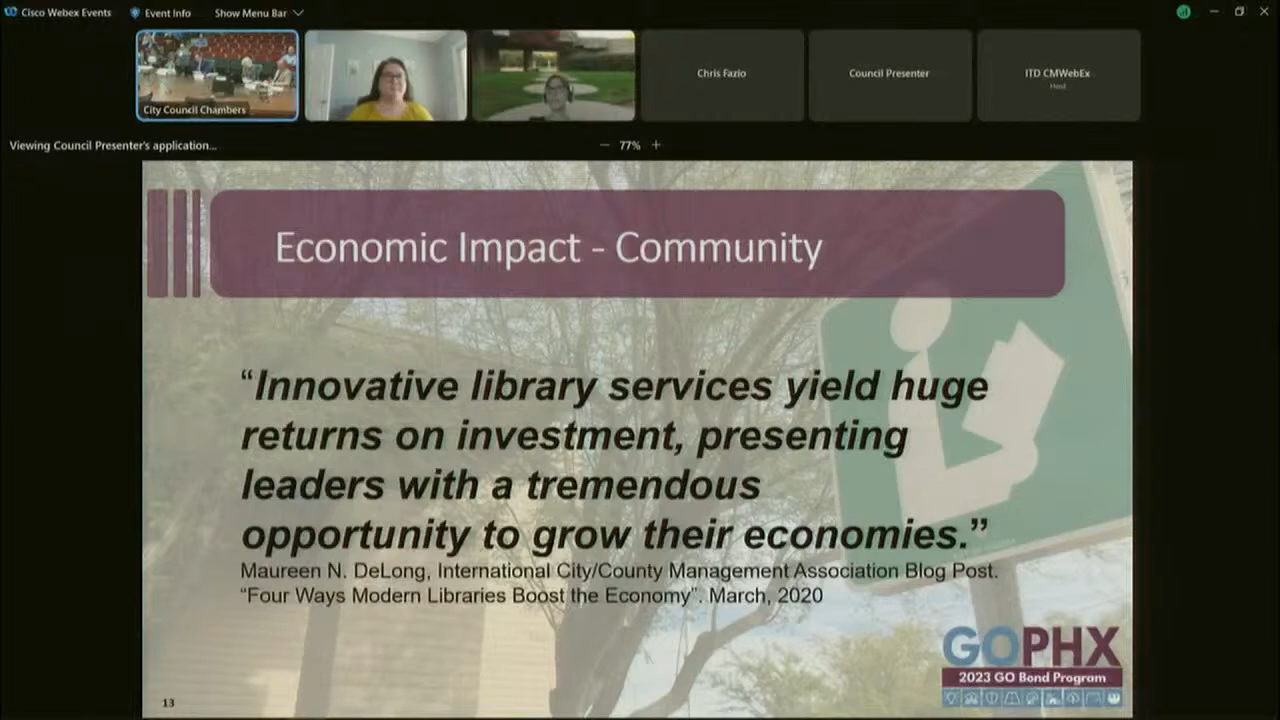 Cisco Webex Events
Event Info
Show Menu Bar
City Council Chambers
Chris Fazio
Council Presenter
ITD CMWebEx
Host
Viewing Council Presenter's application...
77%
Economic Impact - Community
“Innovative library services yield huge
returns on investment, presenting
leaders with a tremendous
opportunity to grow their economies.”
Maureen N. DeLong, International City/County Management Association Blog Post.
“Four Ways Modern Libraries Boost the Economy”. March, 2020
GOPHX
2023 GO Bond Program
13